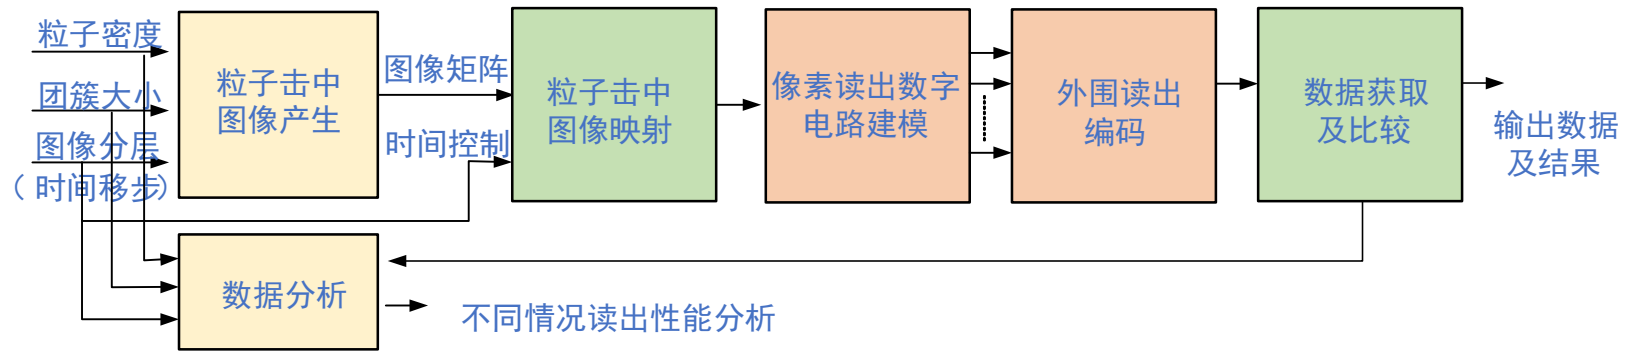 粒子密度
团簇大小
图像分层
（时间移步）
粒子击中
图像产生
图像矩阵
时间控制
粒子击中
图像映射
像素读出数字
电路建模
外围读出
编码
数据获取
及比较
输出数据
及结果
数据分析
不同情况读出性能分析